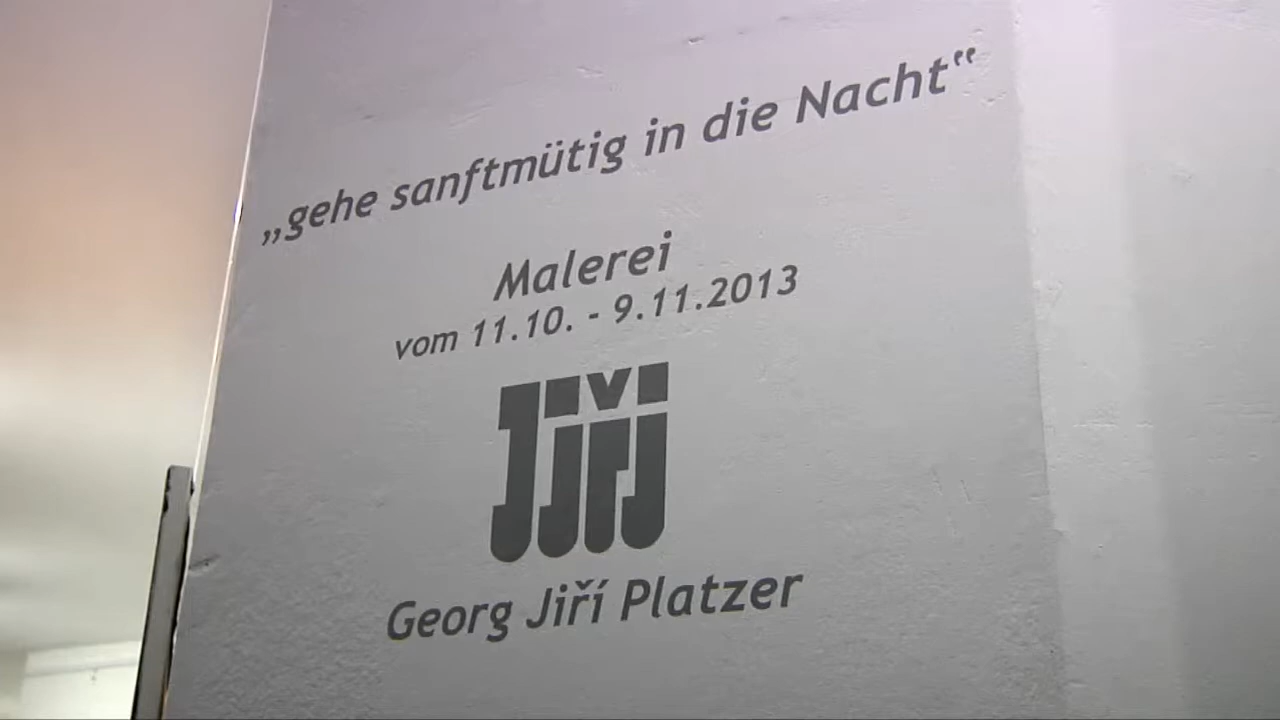 „gehe sanftmütig in die Nacht“
Malerei
vom 11.10. - 9.11.2013
Jiří
Georg Jiří Platzer